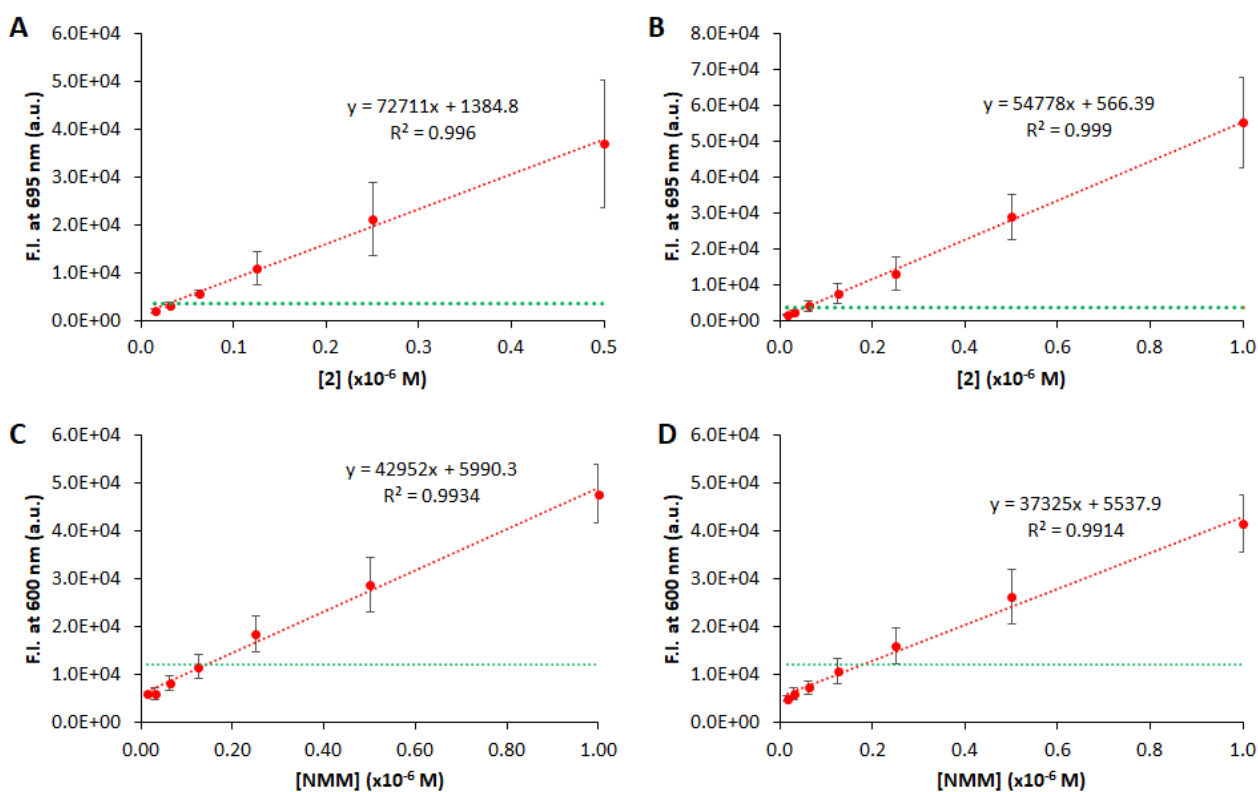 A
6.0E+04
5.0E+04
4.0E+04
3.0E+04
2.0E+04
1.0E+04
0.0E+00
F.I. at 695 nm (a.u.)
y = 72711x + 1384.8
R² = 0.996
0.0 0.1 0.2 0.3 0.4 0.5
[2] (x10⁻⁶ M)
B
8.0E+04
7.0E+04
6.0E+04
5.0E+04
4.0E+04
3.0E+04
2.0E+04
1.0E+04
0.0E+00
F.I. at 695 nm (a.u.)
y = 54778x + 566.39
R² = 0.999
0.0 0.2 0.4 0.6 0.8 1.0
[2] (x10⁻⁶ M)
C
6.0E+04
5.0E+04
4.0E+04
3.0E+04
2.0E+04
1.0E+04
0.0E+00
F.I. at 600 nm (a.u.)
y = 42952x + 5990.3
R² = 0.9934
0.00 0.20 0.40 0.60 0.80 1.00
[NMM] (x10⁻⁶ M)
D
6.0E+04
5.0E+04
4.0E+04
3.0E+04
2.0E+04
1.0E+04
0.0E+00
F.I. at 600 nm (a.u.)
y = 37325x + 5537.9
R² = 0.9914
0.0 0.2 0.4 0.6 0.8 1.0
[NMM] (x10⁻⁶ M)